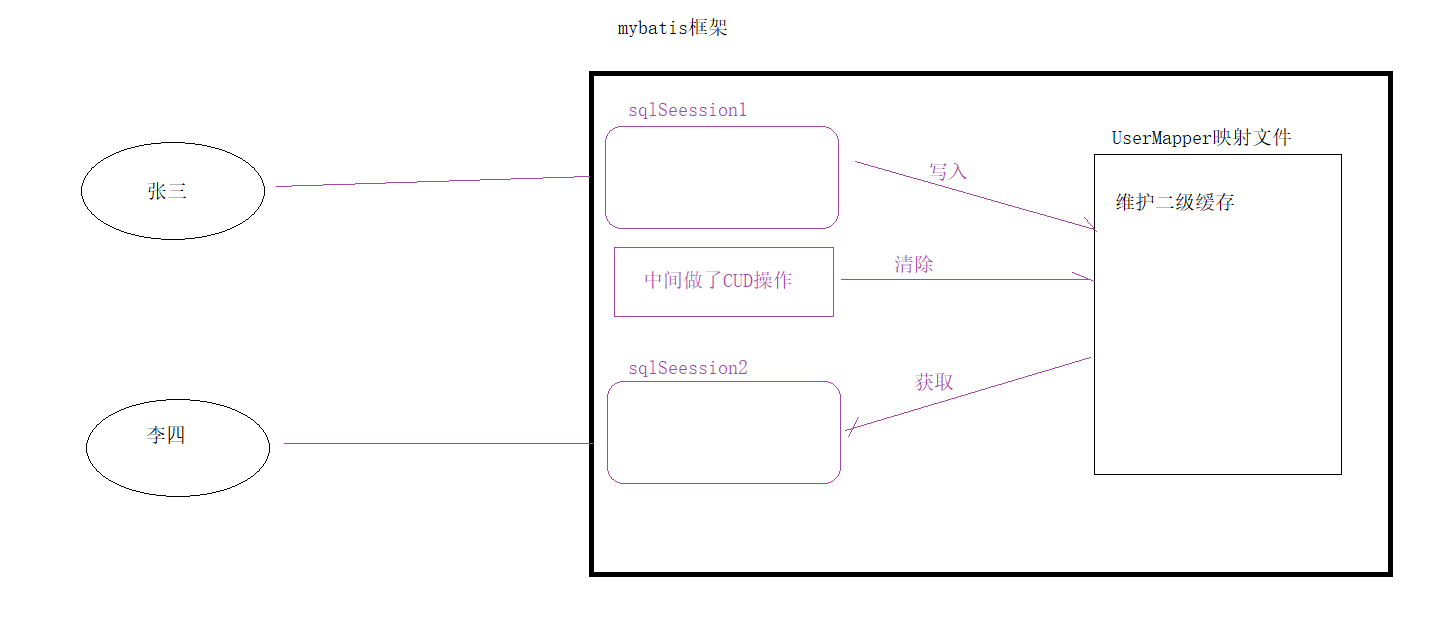 mybatis框架
sqlSeession1
UserMapper映射文件
写入
张三
维护二级缓存
清除
中间做了CUD操作
sqlSeession2
获取
李四